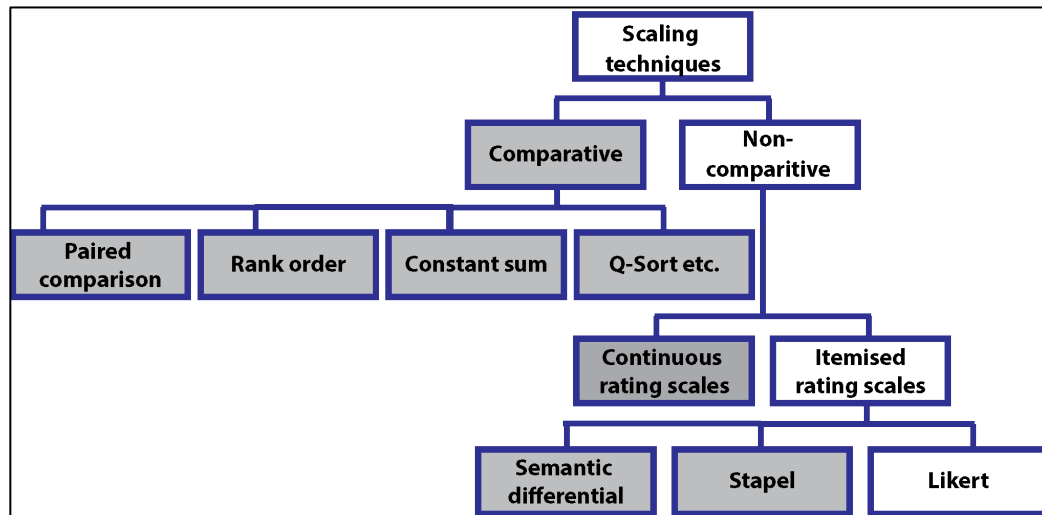 Scaling
techniques
Comparative
Non-
comparitive
Paired
comparison
Rank order
Constant sum
Q-Sort etc.
Continuous
rating scales
Itemised
rating scales
Semantic
differential
Stapel
Likert